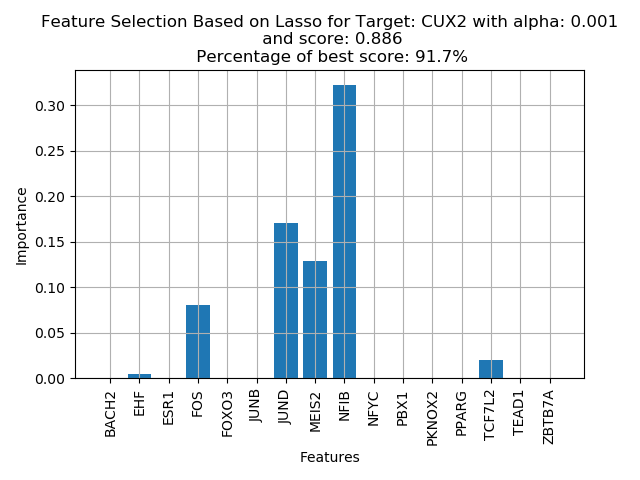 Feature Selection Based on Lasso for Target: CUX2 with alpha: 0.001
and score: 0.886
Percentage of best score: 91.7%
Importance
0.30
0.25
0.20
0.15
0.10
0.05
0.00
BACH2
EHF
ESR1
FOS
FOXO3
JUNB
JUND
MEIS2
NFIB
NFYC
PBX1
PKNOX2
PPARG
TCF7L2
TEAD1
ZBTB7A
Features